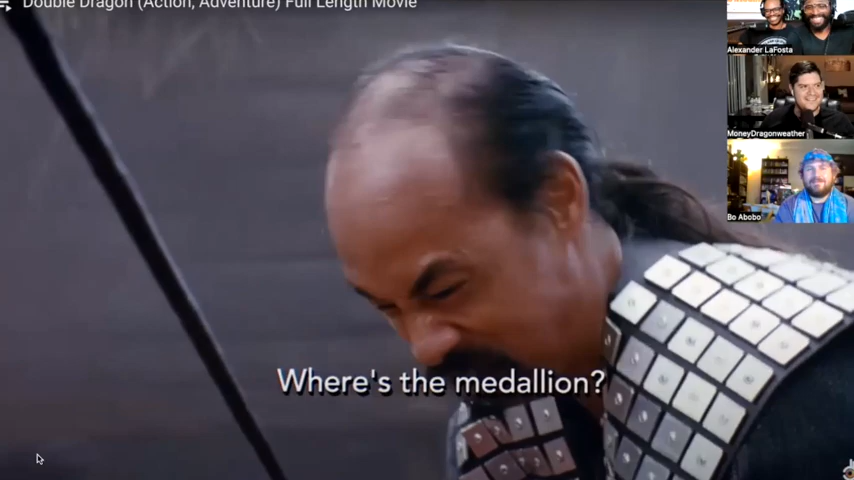 Double Dragon (Action, Adventure) Full Length Movie
Alexander LaFosta
MoneyDragonweather
Bo Abobo
Where's the medallion?